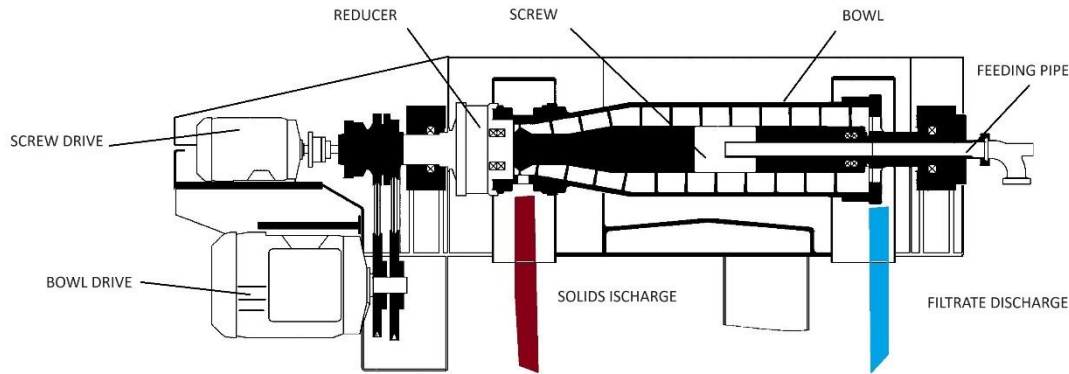 REDUCER
SCREW
BOWL
FEEDING PIPE
SCREW DRIVE
BOWL DRIVE
SOLIDS ISCHARGE
FILTRATE DISCHARGE